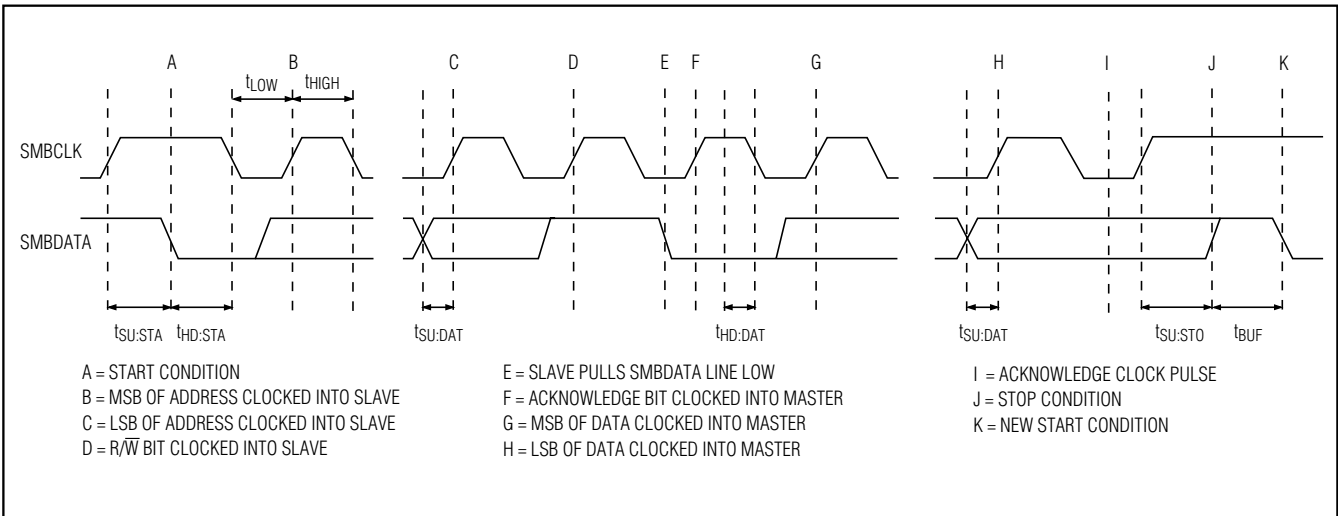 A B C D E F G H I J K
tLOW tHIGH
SMBCLK
SMBDATA
tSU:STA tHD:STA tSU:DAT tHD:DAT tSU:DAT tSU:STO tBUF
A = START CONDITION
B = MSB OF ADDRESS CLOCKED INTO SLAVE
C = LSB OF ADDRESS CLOCKED INTO SLAVE
D = R/W̅ BIT CLOCKED INTO SLAVE
E = SLAVE PULLS SMBDATA LINE LOW
F = ACKNOWLEDGE BIT CLOCKED INTO MASTER
G = MSB OF DATA CLOCKED INTO MASTER
H = LSB OF DATA CLOCKED INTO MASTER
I = ACKNOWLEDGE CLOCK PULSE
J = STOP CONDITION
K = NEW START CONDITION